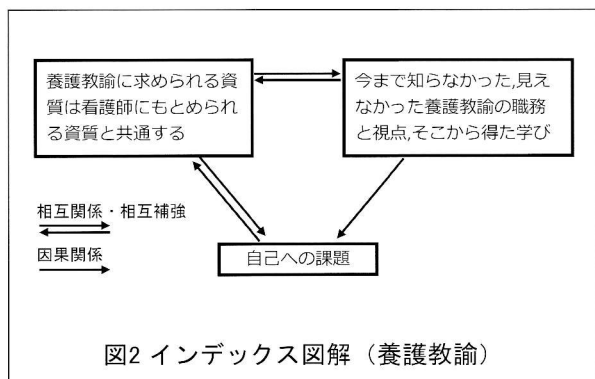 養護教諭に求められる資
質は看護師にもとめられ
る資質と共通する
今まで知らなかった,見え
なかった養護教諭の職務
と視点,そこから得た学び
相互関係・相互補強
因果関係
自己への課題
図2 インデックス図解（養護教諭）